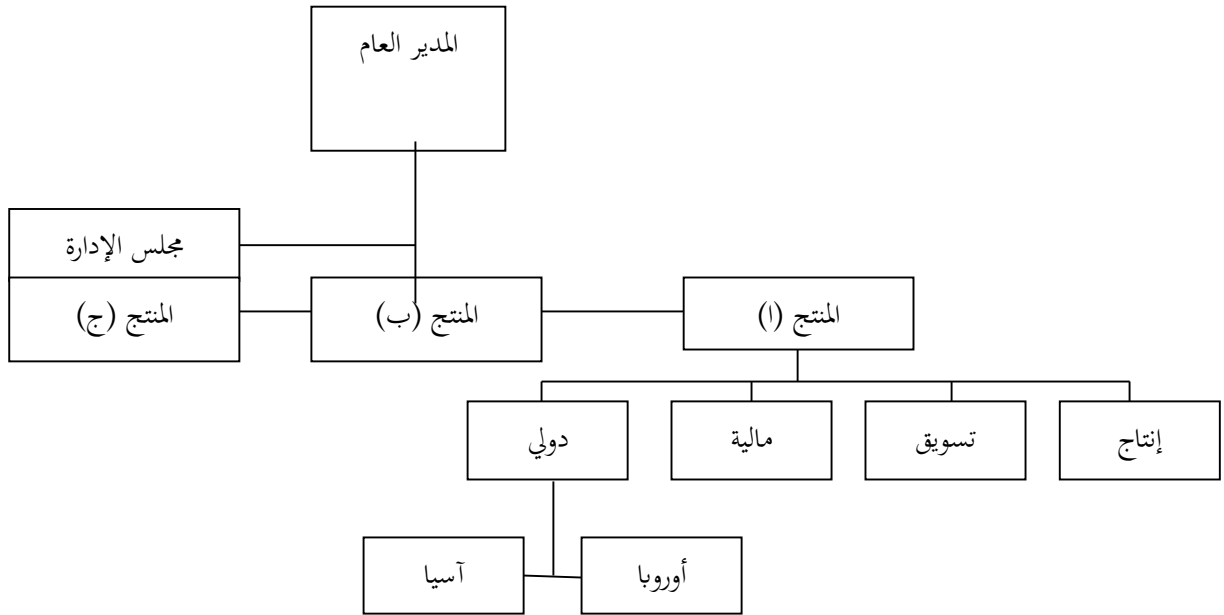 المدير العام
مجلس الإدارة
المنتج (ا)
المنتج (ب)
المنتج (ج)
إنتاج
تسويق
مالية
دولي
أوروبا
آسيا